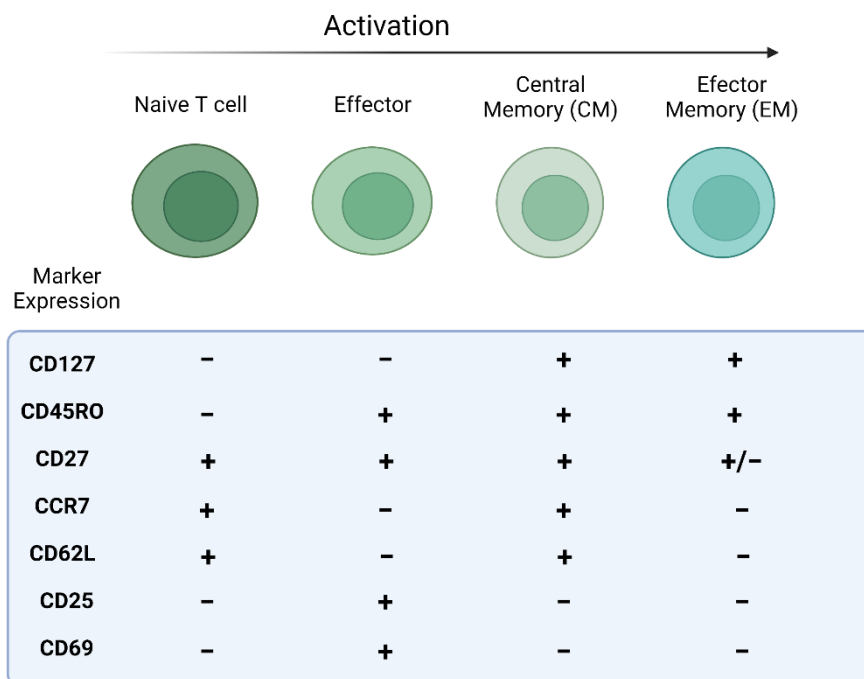 Activation
Naive T cell
Effector
Central
Memory (CM)
Efector
Memory (EM)
Marker
Expression
CD127 − − + +
CD45RO − + + +
CD27 + + + +/−
CCR7 + − + −
CD62L + − + −
CD25 − + − −
CD69 − + − −